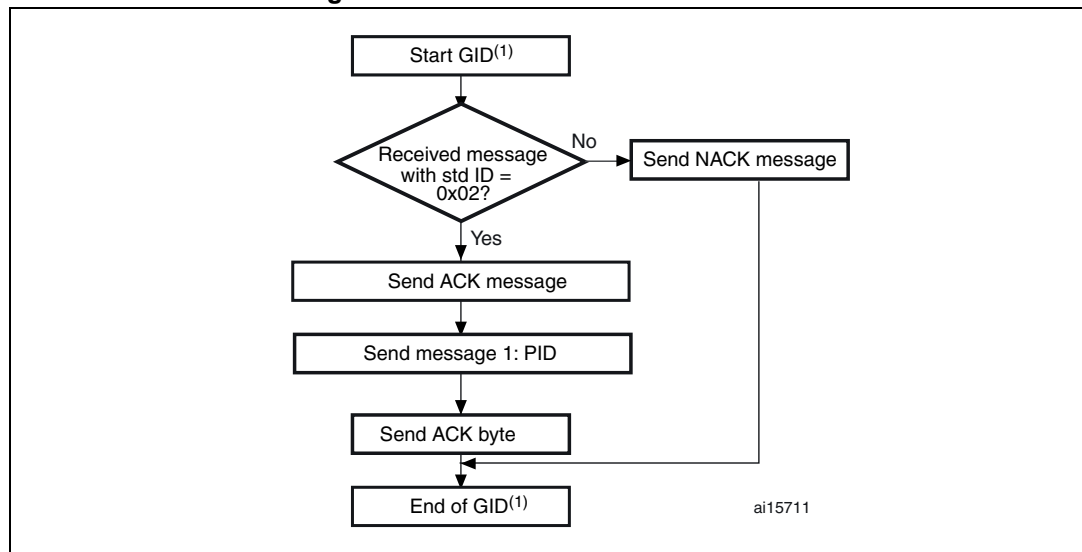 Start GID(1)
Received message
with std ID =
0x02?
No
Send NACK message
Yes
Send ACK message
Send message 1: PID
Send ACK byte
End of GID(1)
ai15711